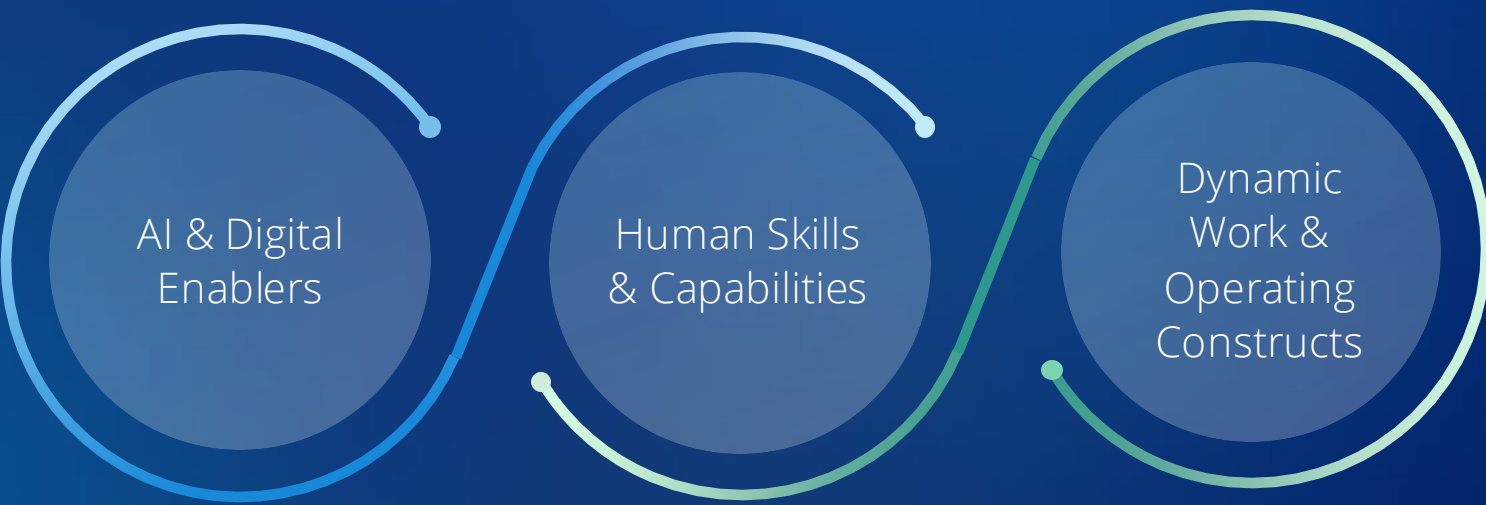 AI & Digital
Enablers
Human Skills
& Capabilities
Dynamic
Work &
Operating
Constructs